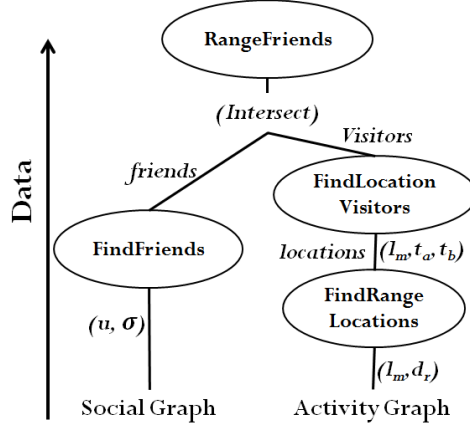 RangeFriends
(Intersect)
Visitors
friends
FindLocation
Visitors
Data
FindFriends
locations
(l_m, t_a, t_b)
FindRange
Locations
(u, σ)
(l_m, d_r)
Social Graph
Activity Graph